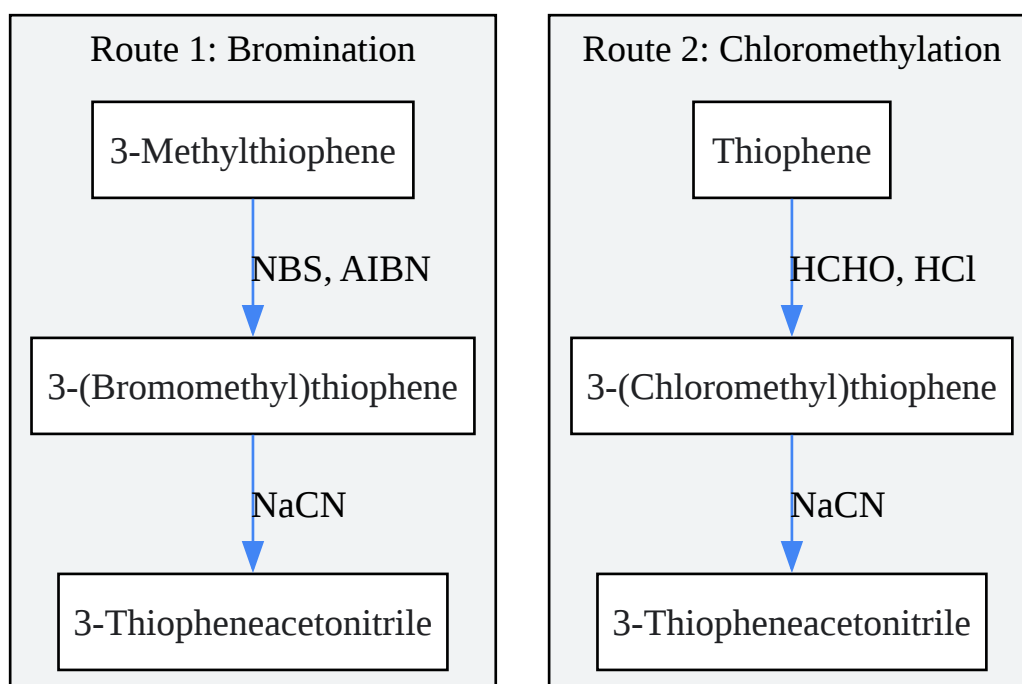 Route 1: Bromination
3-Methylthiophene
NBS, AIBN
3-(Bromomethyl)thiophene
NaCN
3-Thiopheneacetonitrile
Route 2: Chloromethylation
Thiophene
HCHO, HCl
3-(Chloromethyl)thiophene
NaCN
3-Thiopheneacetonitrile